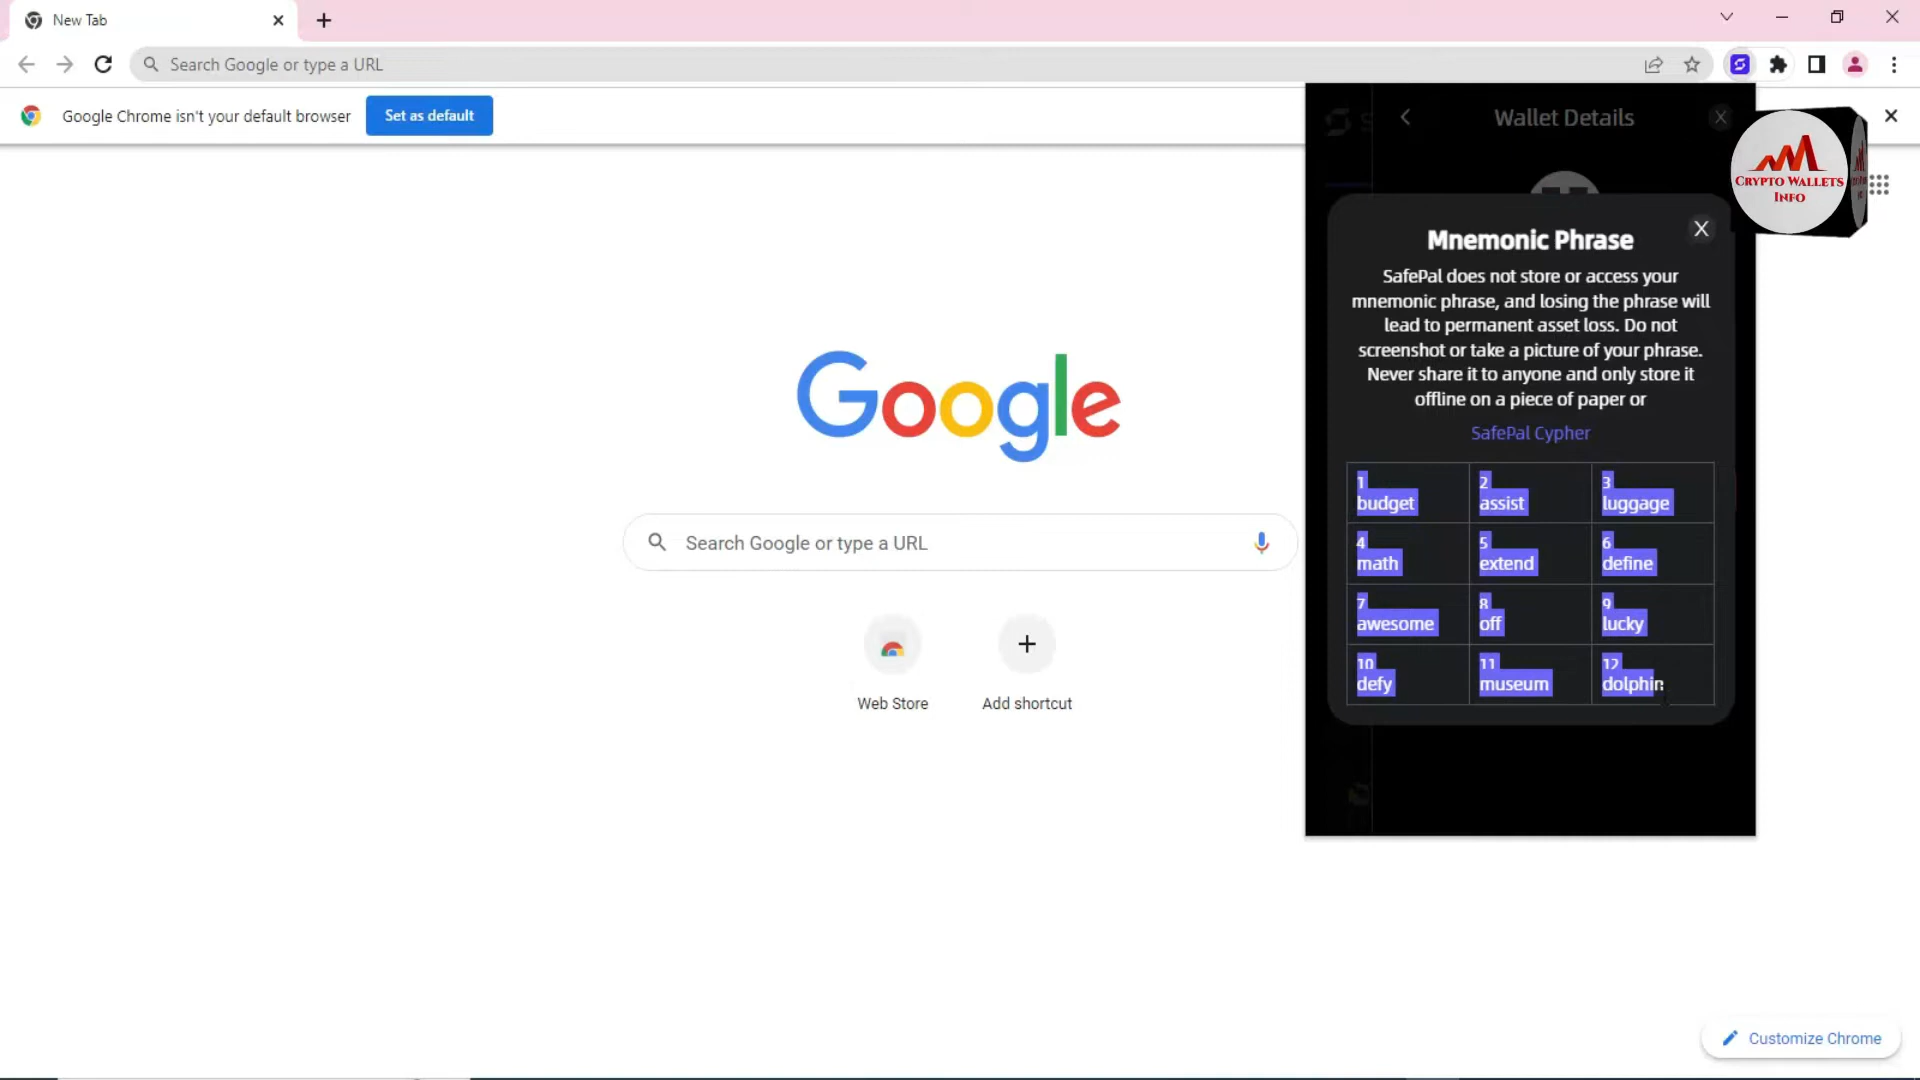 New Tab
Search Google or type a URL
Google Chrome isn't your default browser
Set as default
Wallet Details
X
CRYPTO WALLETS
INFO
Mnemonic Phrase
X
SafePal does not store or access your
mnemonic phrase, and losing the phrase will
lead to permanent asset loss. Do not
screenshot or take a picture of your phrase.
Never share it to anyone and only store it
offline on a piece of paper or
SafePal Cypher
1 budget
2 assist
3 luggage
4 math
5 extend
6 define
7 awesome
8 off
9 lucky
10 defy
11 museum
12 dolphin
Google
Search Google or type a URL
Web Store
Add shortcut
Customize Chrome